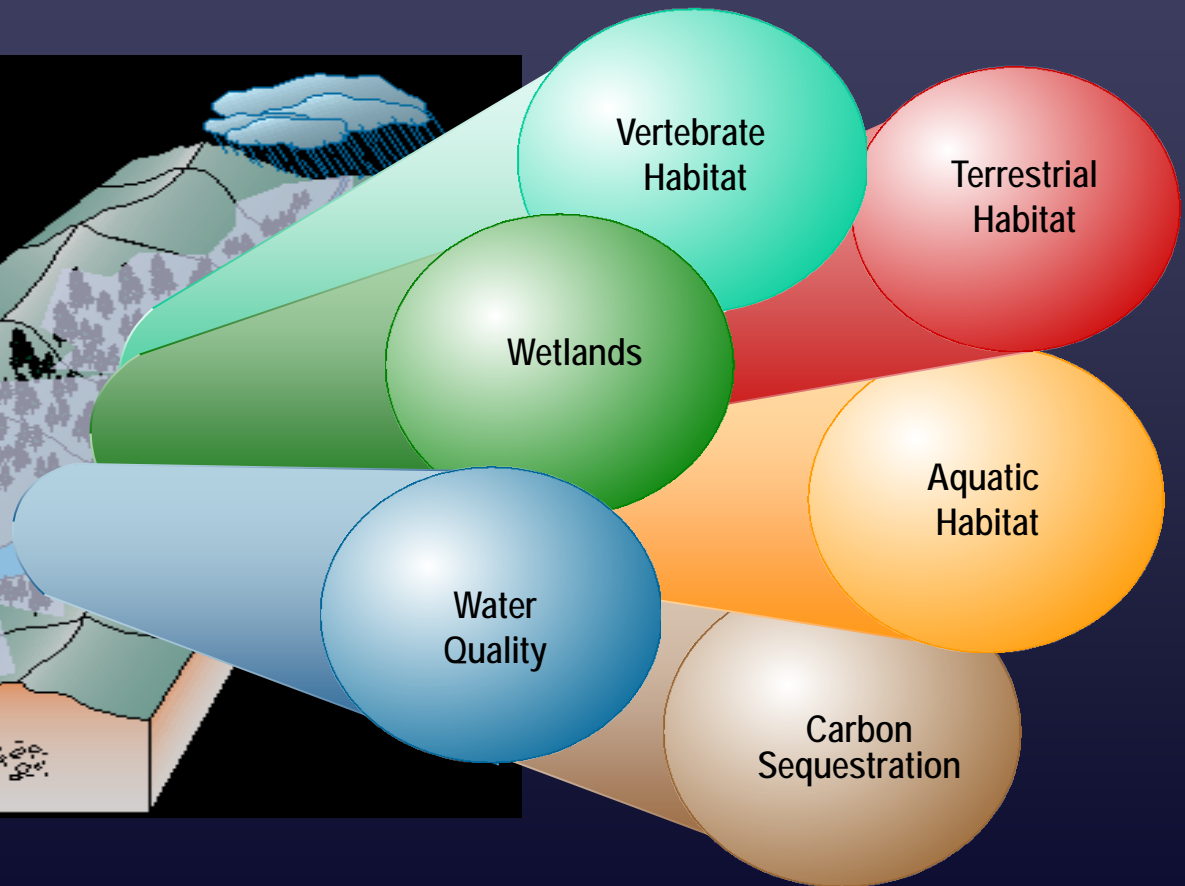 Vertebrate
Habitat
Terrestrial
Habitat
Wetlands
Aquatic
Habitat
Water
Quality
Carbon
Sequestration